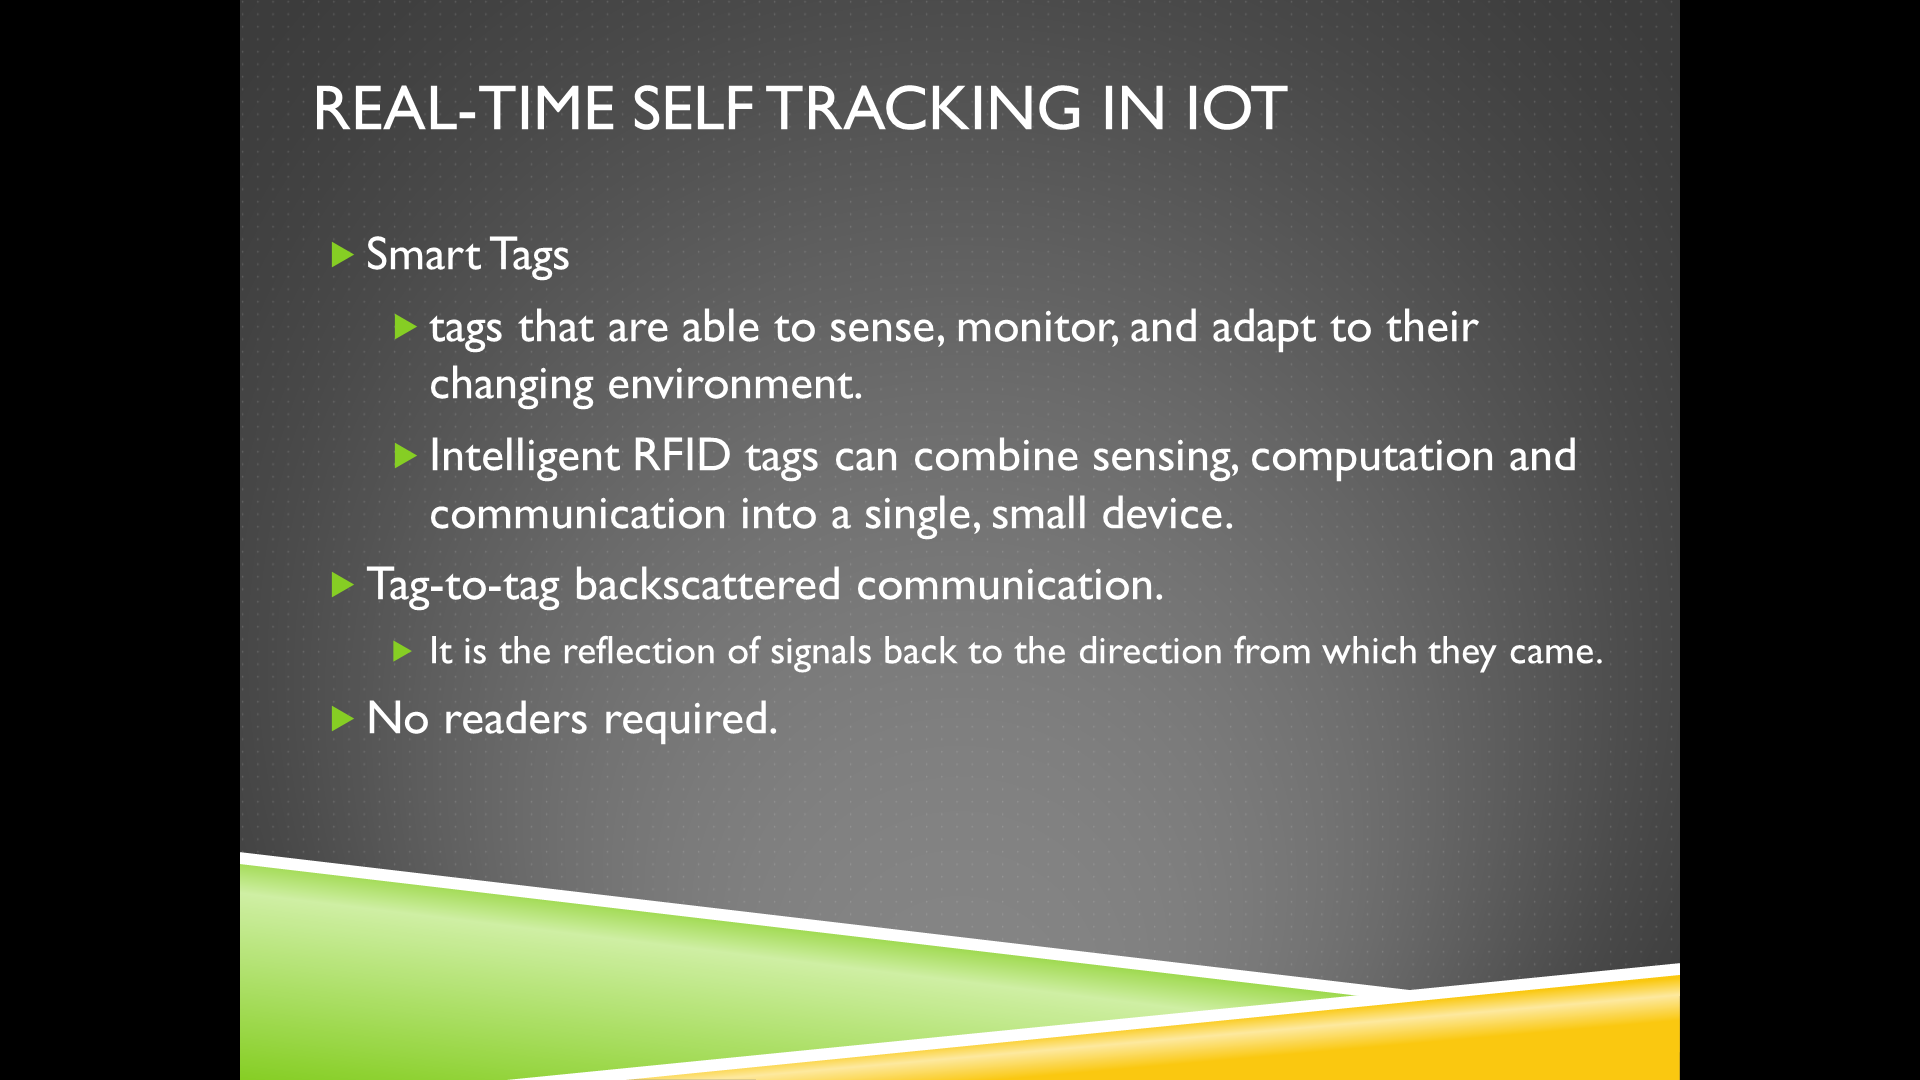 REAL-TIME SELF TRACKING IN IOT
Smart Tags
tags that are able to sense, monitor, and adapt to their
changing environment.
Intelligent RFID tags can combine sensing, computation and
communication into a single, small device.
Tag-to-tag backscattered communication.
It is the reflection of signals back to the direction from which they came.
No readers required.